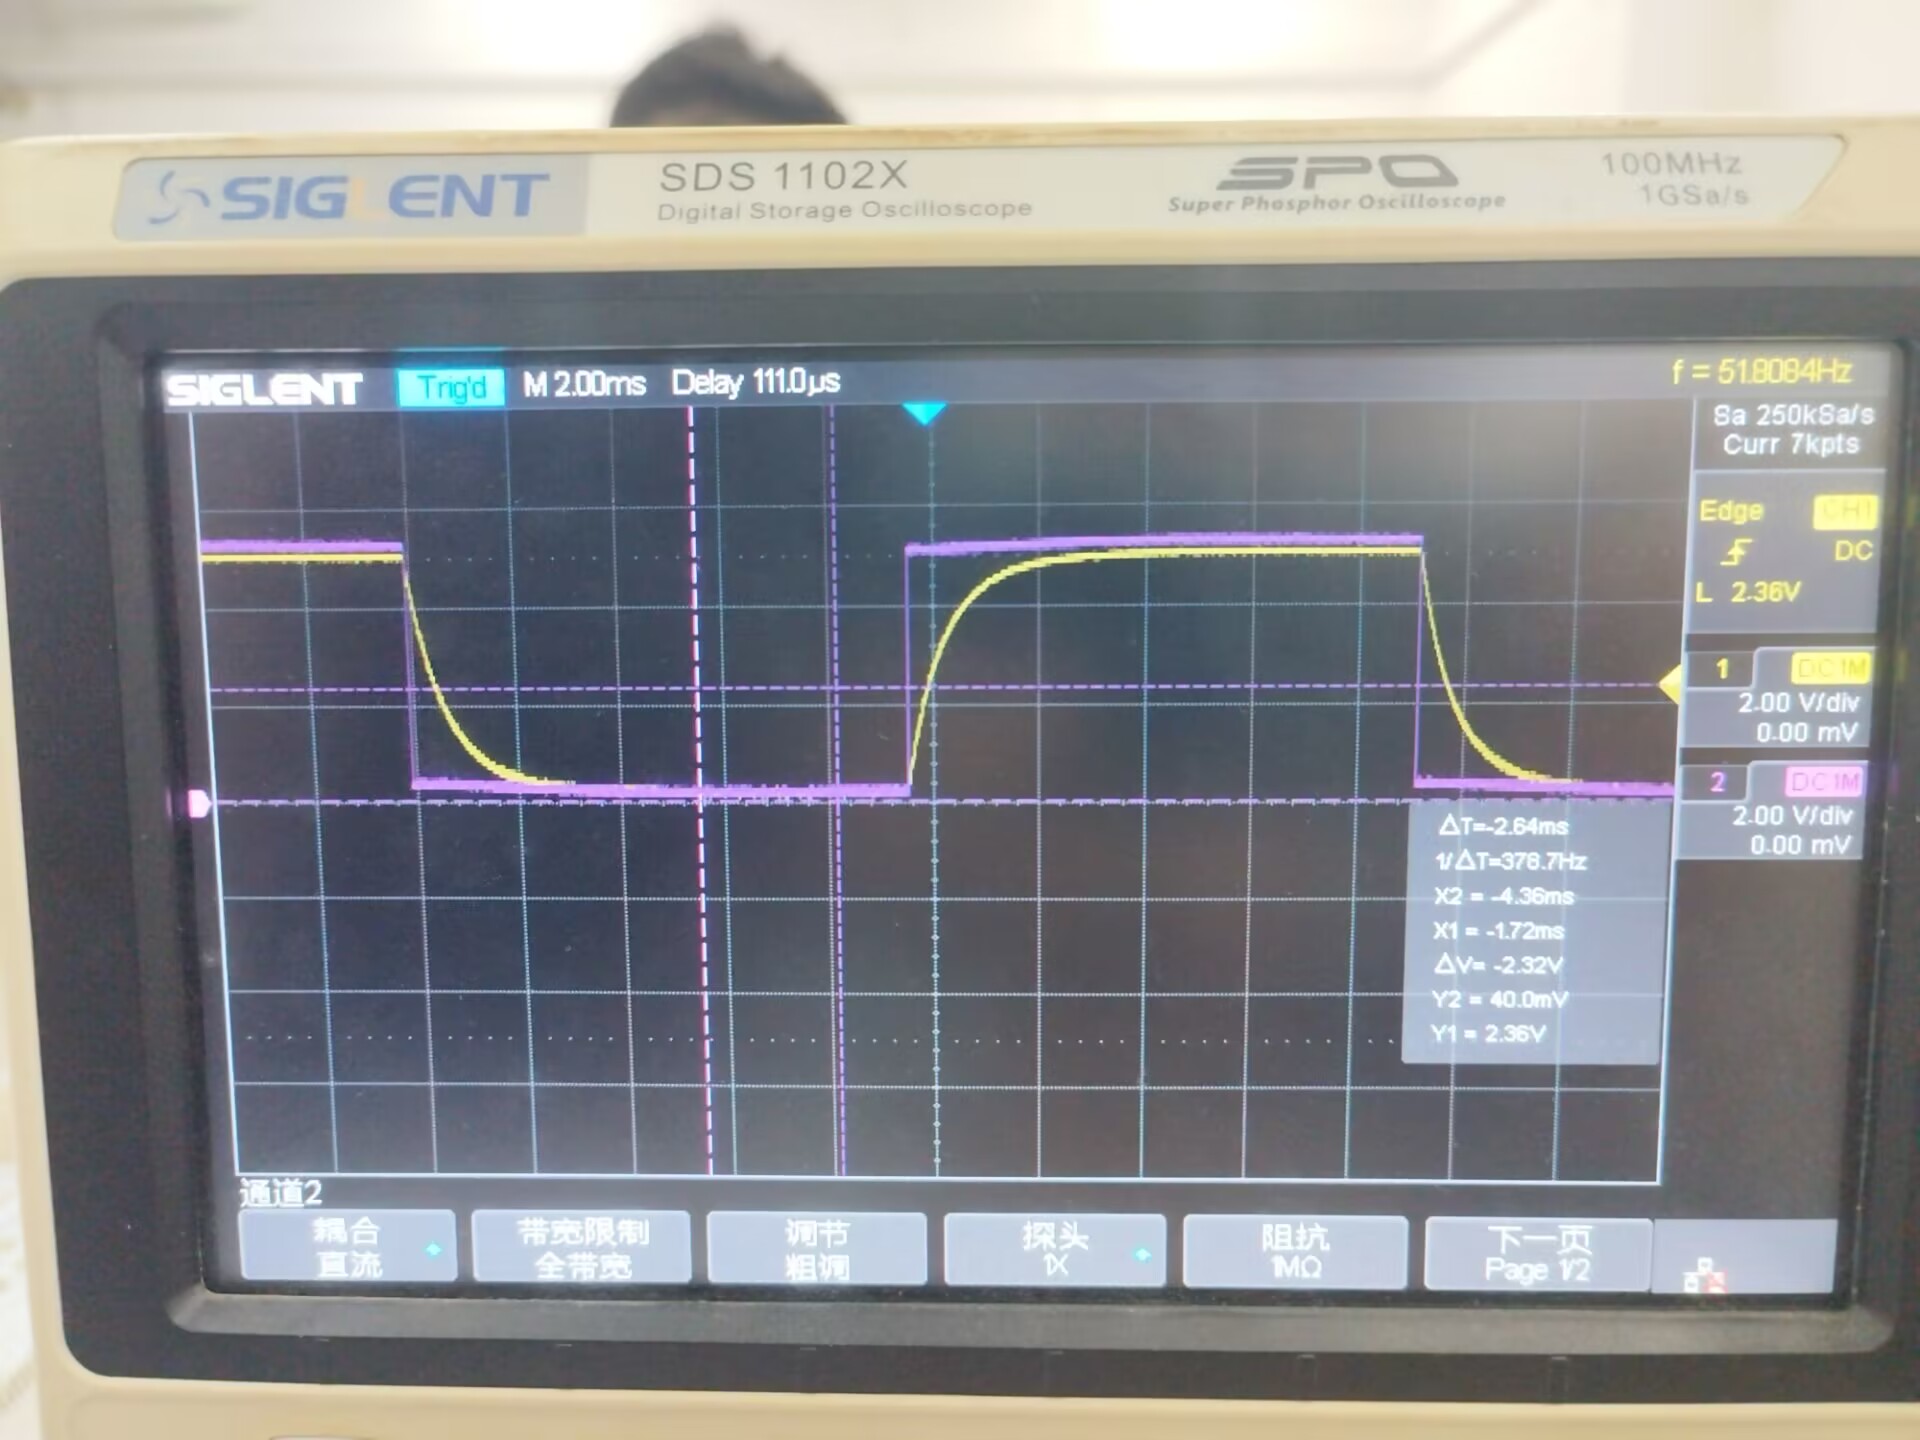 SIGLENT
SDS 1102X
Digital Storage Oscilloscope
SPO
Super Phosphor Oscilloscope
100MHz
1GSa/s
SIGLENT Trig'd M 2.00ms Delay 111.0µs f = 51.8084Hz
Sa 250kSa/s
Curr 7kpts
Edge CH1
DC
L 2.36V
1 DC1M
2.00 V/div
0.00 mV
2 DC1M
2.00 V/div
0.00 mV
△T=-2.64ms
1/△T=378.7Hz
X2 = -4.36ms
X1 = -1.72ms
△V= -2.32V
Y2 = 40.0mV
Y1 = 2.36V
通道2
耦合
直流
带宽限制
全带宽
调节
粗调
探头
1X
阻抗
1MΩ
下一页
Page 1/2